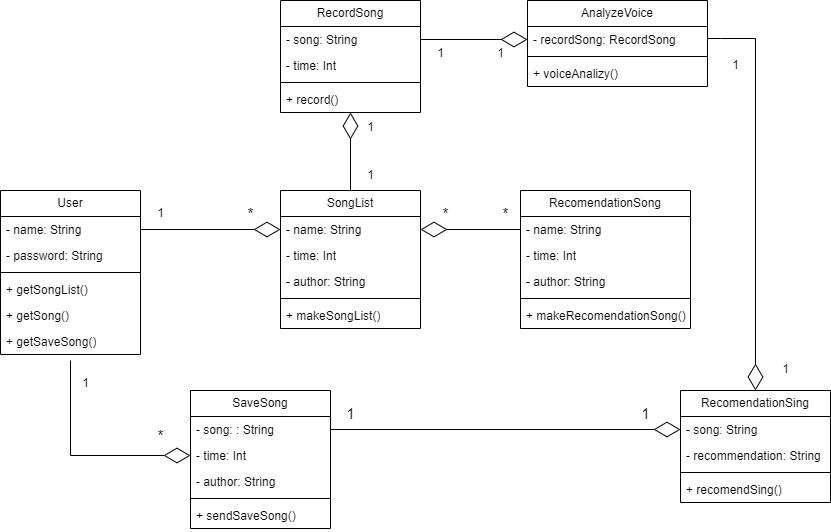 RecordSong
- song: String
- time: Int
+ record()
AnalyzeVoice
- recordSong: RecordSong
+ voiceAnalizy()
1
1
1
1
1
User
- name: String
- password: String
+ getSongList()
+ getSong()
+ getSaveSong()
1
*
SongList
- name: String
- time: Int
- author: String
+ makeSongList()
*
*
RecomendationSong
- name: String
- time: Int
- author: String
+ makeRecomendationSong()
1
*
SaveSong
- song: : String
- time: Int
- author: String
+ sendSaveSong()
1
1
1
RecomendationSing
- song: String
- recommendation: String
+ recomendSing()